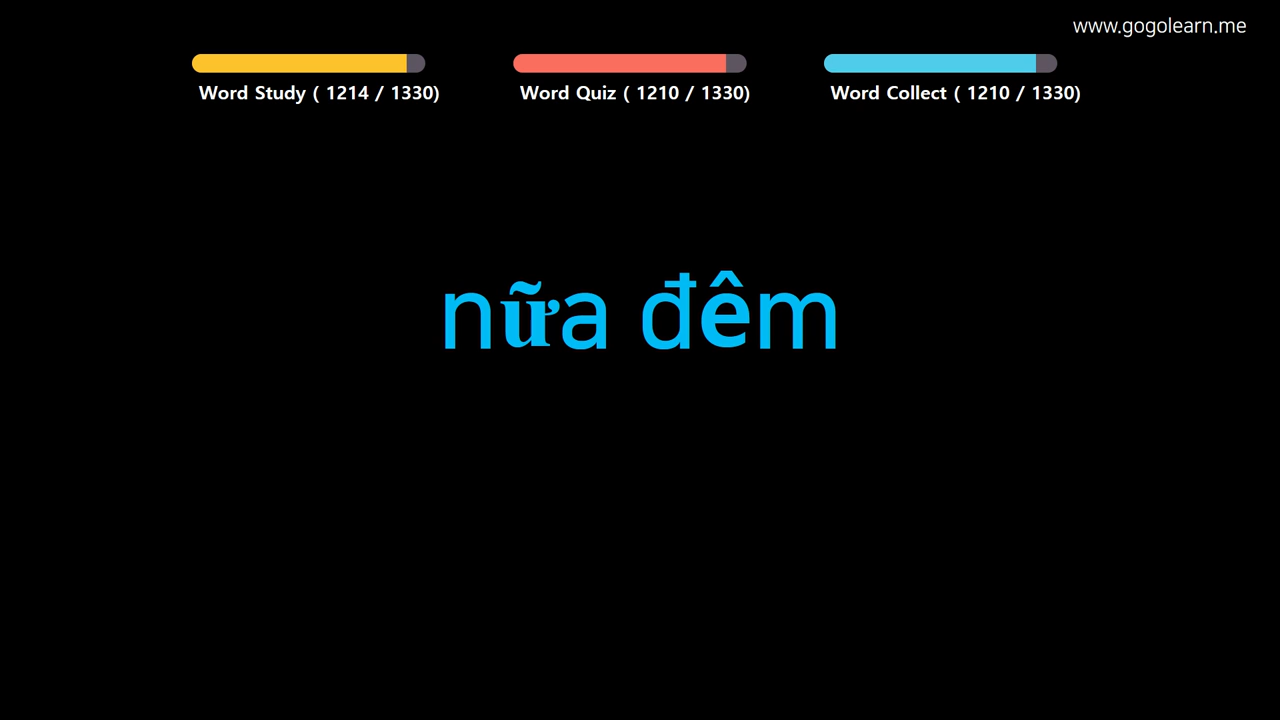 www.gogolearn.me
Word Study ( 1214 / 1330)
Word Quiz ( 1210 / 1330)
Word Collect ( 1210 / 1330)
nữa đêm